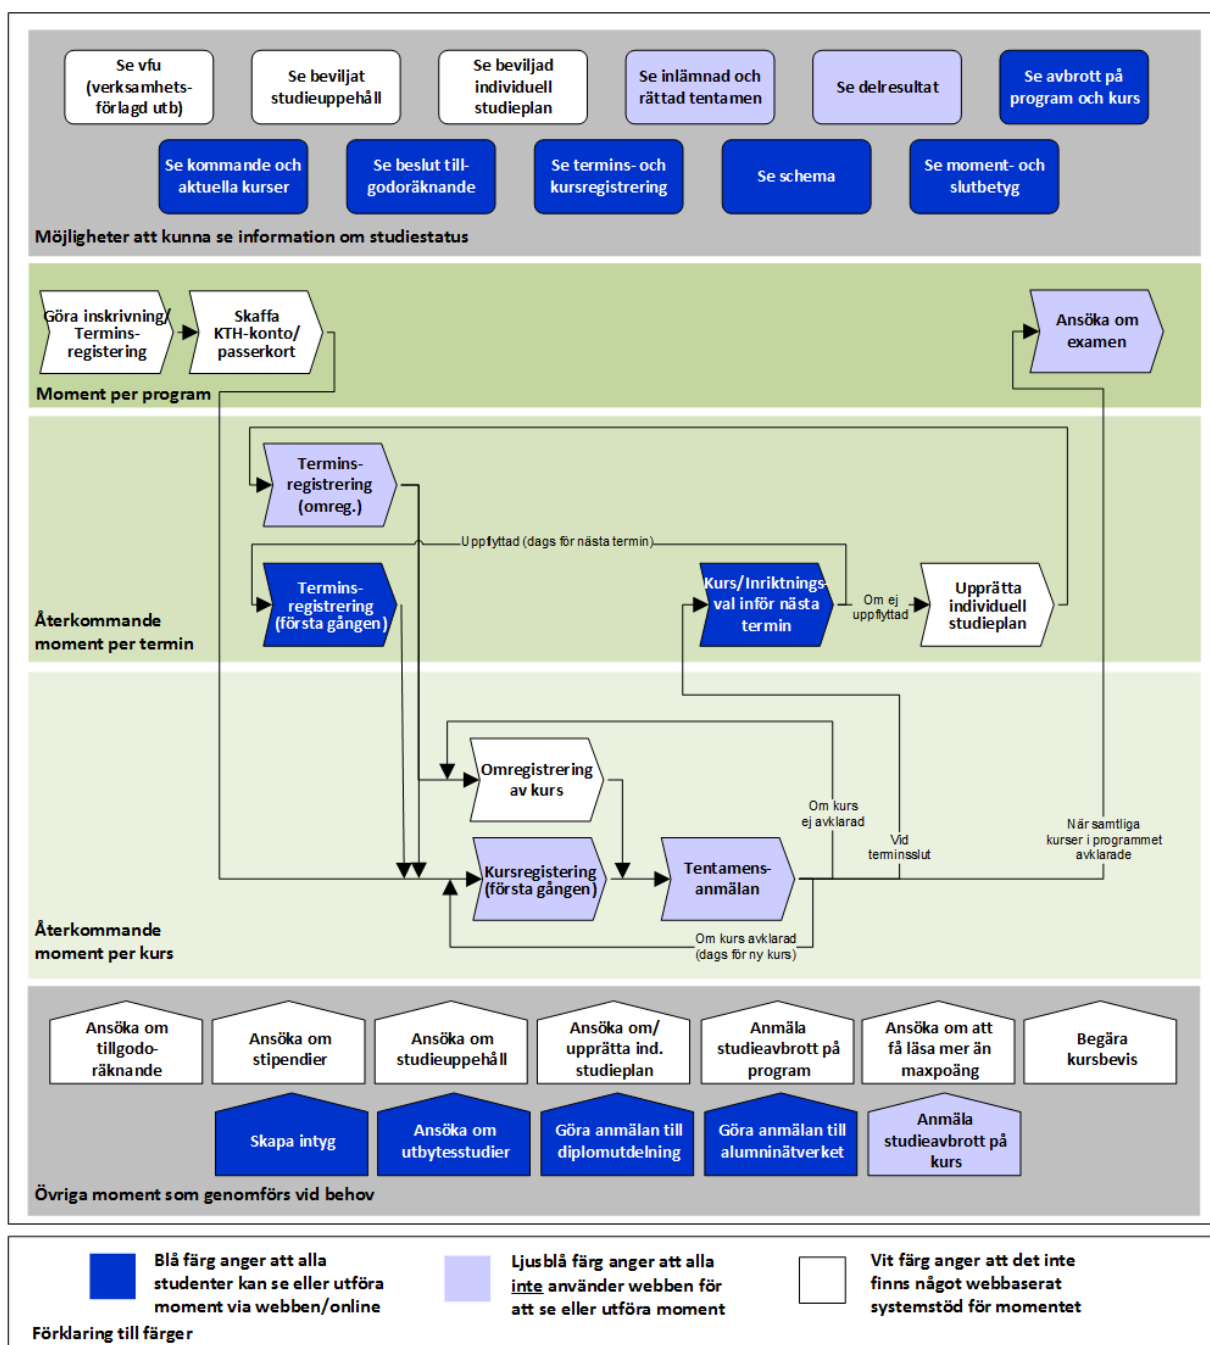 Se vfu
(verksamhets-
förlagd utb)
Se beviljat
studieuppehåll
Se beviljad
individuell
studieplan
Se inlämnad och
rättad tentamen
Se delresultat
Se avbrott på
program och kurs
Se kommande och
aktuella kurser
Se beslut till-
godoräknande
Se termins- och
kursregistrering
Se schema
Se moment- och
slutbetyg
Möjligheter att kunna se information om studiestatus
Göra inskrivning/
Termins-
registering
Skaffa
KTH-konto/
passerkort
Ansöka om
examen
Moment per program
Termins-
registrering
(omreg.)
Uppflyttad (dags för nästa termin)
Termins-
registrering
(första gången)
Kurs/Inriktnings-
val inför nästa
termin
Om ej
uppflyttad
Upprätta
individuell
studieplan
Återkommande
moment per termin
Omregistrering
av kurs
Om kurs
ej avklarad
Vid
terminsslut
När samtliga
kurser i programmet
avklarade
Kursregistering
(första gången)
Tentamens-
anmälan
Om kurs avklarad
(dags för ny kurs)
Återkommande
moment per kurs
Ansöka om
tillgodo-
räknande
Ansöka om
stipendier
Ansöka om
studieuppehåll
Ansöka om/
upprätta ind.
studieplan
Anmäla
studieavbrott på
program
Ansöka om att
få läsa mer än
maxpoäng
Begära
kursbevis
Skapa intyg
Ansöka om
utbytesstudier
Göra anmälan till
diplomutdelning
Göra anmälan till
alumninätverket
Anmäla
studieavbrott på
kurs
Övriga moment som genomförs vid behov
Blå färg anger att alla
studenter kan se eller utföra
moment via webben/online
Ljusblå färg anger att alla
inte använder webben för
att se eller utföra moment
Vit färg anger att det inte
finns något webbaserat
systemstöd för momentet
Förklaring till färger